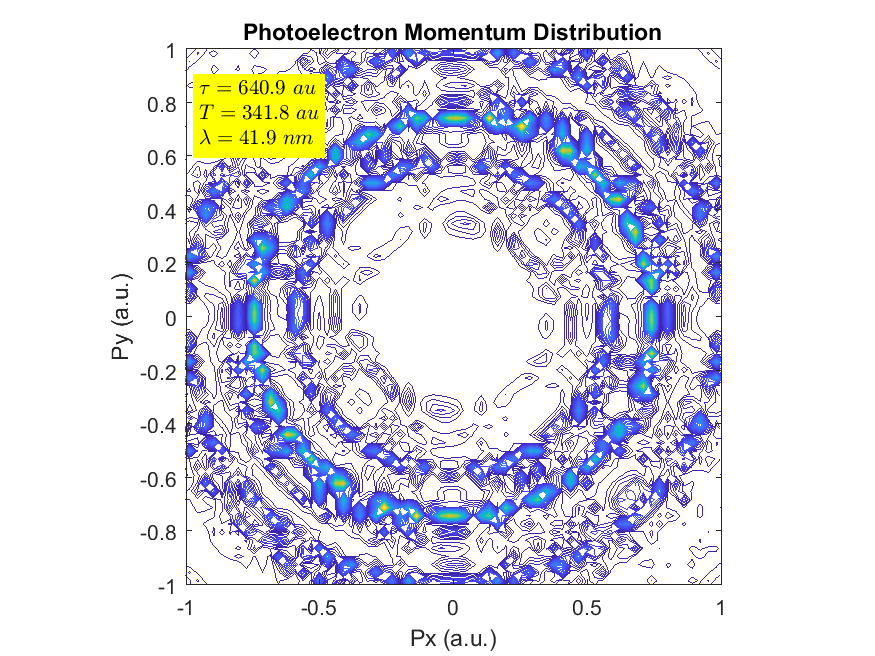 Photoelectron Momentum Distribution
τ = 640.9 au
T = 341.8 au
λ = 41.9 nm
1
0.8
0.6
0.4
0.2
0
-0.2
-0.4
-0.6
-0.8
-1
Py (a.u.)
-1 -0.5 0 0.5 1
Px (a.u.)